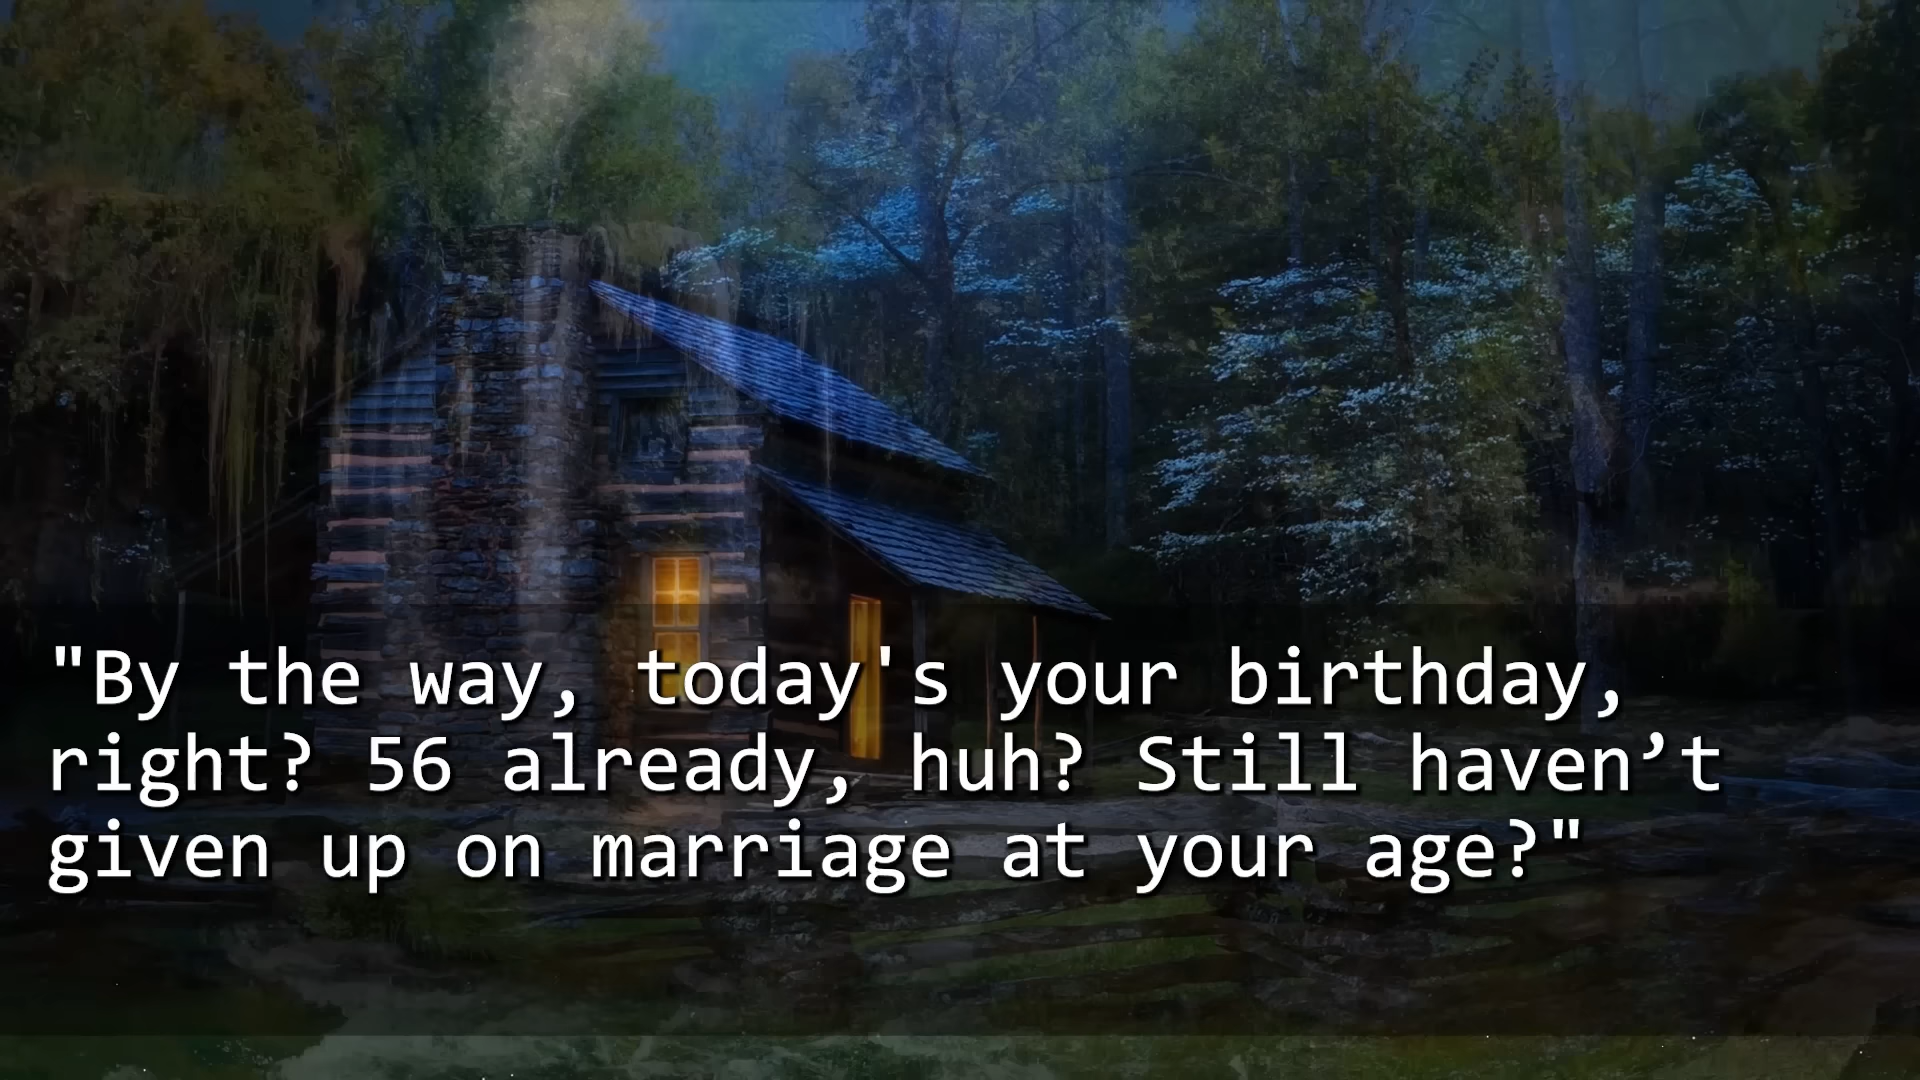 "By the way, today's your birthday,
right? 56 already, huh? Still haven’t
given up on marriage at your age?"